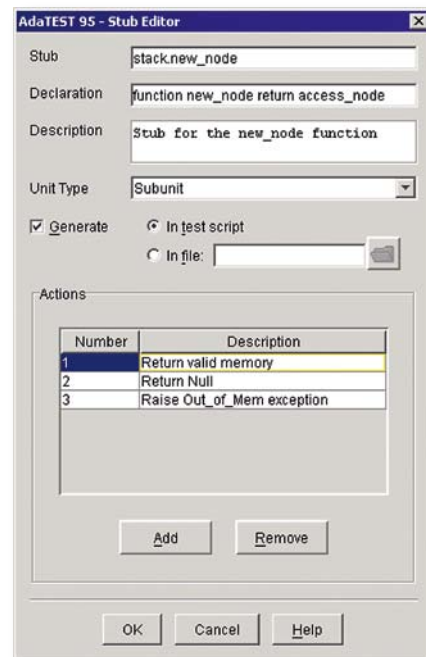 AdaTEST 95 - Stub Editor
Stub stack.new_node
Declaration function new_node return access_node
Description Stub for the new_node function
Unit Type Subunit
Generate In test script
In file:
Actions
Number Description
1 Return valid memory
2 Return Null
3 Raise Out_of_Mem exception
Add Remove
OK Cancel Help